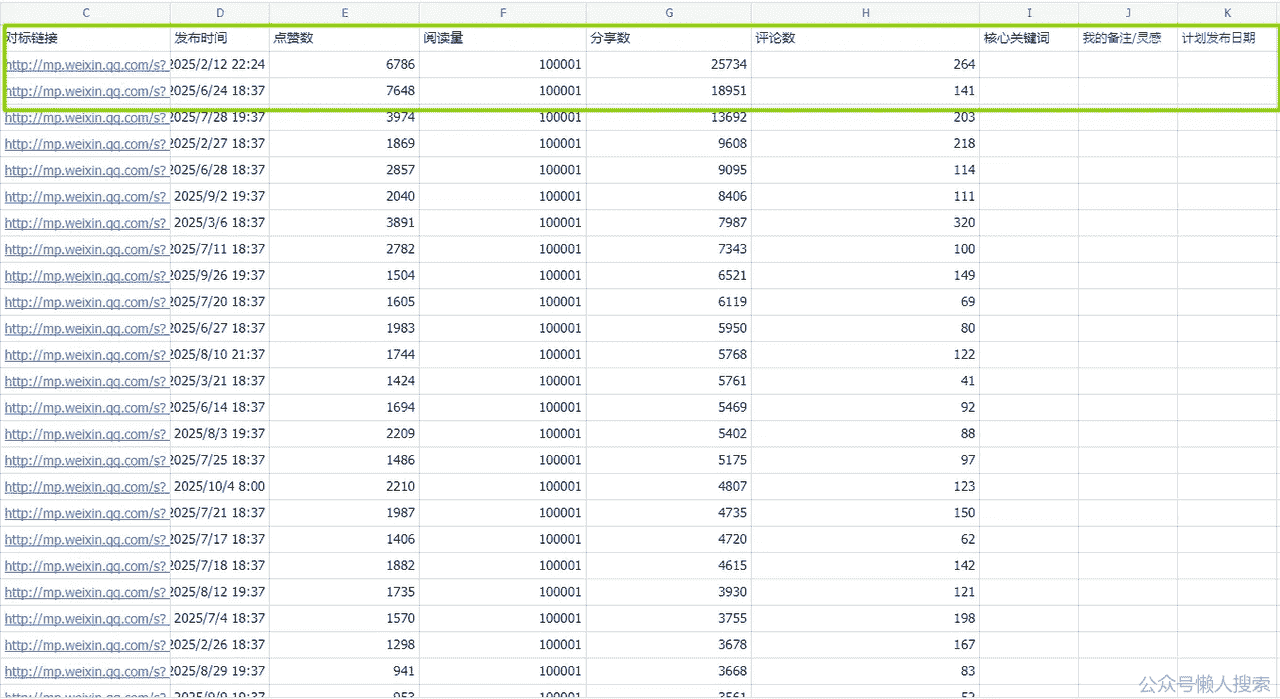 C D E F G H I J K
对标链接 发布时间 点赞数 阅读量 分享数 评论数 核心关键词 我的备注/灵感 计划发布日期
http://mp.weixin.qq.com/s? 2025/2/12 22:24 6786 100001 25734 264
http://mp.weixin.qq.com/s? 2025/6/24 18:37 7648 100001 18951 141
http://mp.weixin.qq.com/s? 2025/7/28 19:37 3974 100001 13692 203
http://mp.weixin.qq.com/s? 2025/2/27 18:37 1869 100001 9608 218
http://mp.weixin.qq.com/s? 2025/6/28 18:37 2857 100001 9095 114
http://mp.weixin.qq.com/s? 2025/9/2 19:37 2040 100001 8406 111
http://mp.weixin.qq.com/s? 2025/3/6 18:37 3891 100001 7987 320
http://mp.weixin.qq.com/s? 2025/7/11 18:37 2782 100001 7343 100
http://mp.weixin.qq.com/s? 2025/9/26 19:37 1504 100001 6521 149
http://mp.weixin.qq.com/s? 2025/7/20 18:37 1605 100001 6119 69
http://mp.weixin.qq.com/s? 2025/6/27 18:37 1983 100001 5950 80
http://mp.weixin.qq.com/s? 2025/8/10 21:37 1744 100001 5768 122
http://mp.weixin.qq.com/s? 2025/3/21 18:37 1424 100001 5761 41
http://mp.weixin.qq.com/s? 2025/6/14 18:37 1694 100001 5469 92
http://mp.weixin.qq.com/s? 2025/8/3 19:37 2209 100001 5402 88
http://mp.weixin.qq.com/s? 2025/7/25 18:37 1486 100001 5175 97
http://mp.weixin.qq.com/s? 2025/10/4 8:00 2210 100001 4807 123
http://mp.weixin.qq.com/s? 2025/7/21 18:37 1987 100001 4735 150
http://mp.weixin.qq.com/s? 2025/7/17 18:37 1406 100001 4720 62
http://mp.weixin.qq.com/s? 2025/7/18 18:37 1882 100001 4615 142
http://mp.weixin.qq.com/s? 2025/8/12 19:37 1735 100001 3930 121
http://mp.weixin.qq.com/s? 2025/7/4 18:37 1570 100001 3755 198
http://mp.weixin.qq.com/s? 2025/2/26 18:37 1298 100001 3678 167
http://mp.weixin.qq.com/s? 2025/8/29 19:37 941 100001 3668 83
公众号懒人搜索